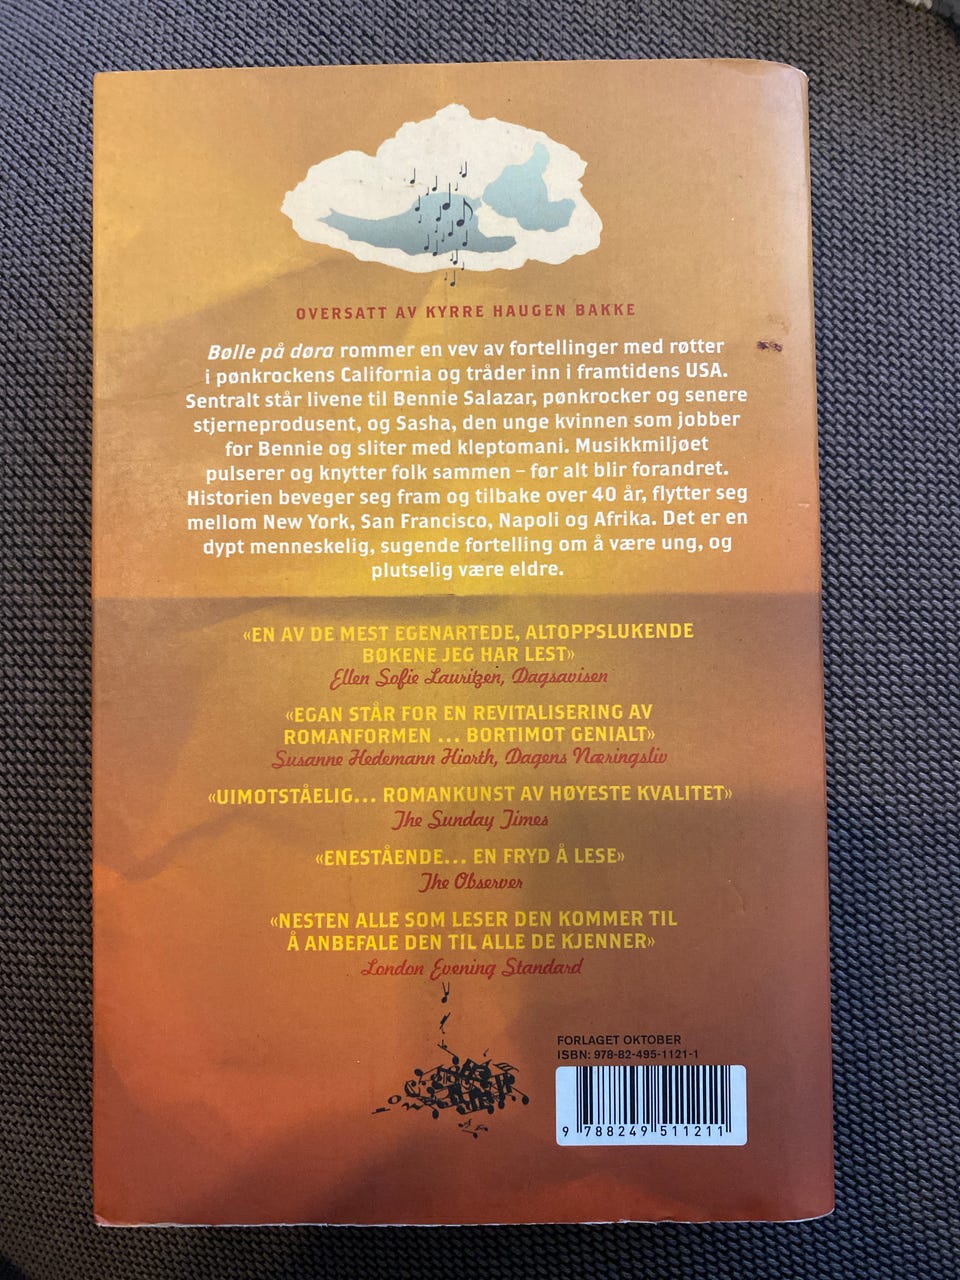 OVERSATT AV KYRRE HAUGEN BAKKE
Bølle på døra rommer en vev av fortellinger med røtter
i pønkrockens California og tråder inn i framtidens USA.
Sentralt står livene til Bennie Salazar, pønkrocker og senere
stjerneprodusent, og Sasha, den unge kvinnen som jobber
for Bennie og sliter med kleptomani. Musikkmiljøet
pulserer og knytter folk sammen – før alt blir forandret.
Historien beveger seg fram og tilbake over 40 år, flytter seg
mellom New York, San Francisco, Napoli og Afrika. Det er en
dypt menneskelig, sugende fortelling om å være ung, og
plutselig være eldre.
«EN AV DE MEST EGENARTEDE, ALTOPPSLUKENDE
BØKENE JEG HAR LEST»
Ellen Sofie Lauritzen, Dagsavisen
«EGAN STÅR FOR EN REVITALISERING AV
ROMANFORMEN ... BORTIMOT GENIALT»
Susanne Hedemann Hiorth, Dagens Næringsliv
«UIMOTSTÅELIG... ROMANKUNST AV HØYESTE KVALITET»
The Sunday Times
«ENESTÅENDE... EN FRYD Å LESE»
The Observer
«NESTEN ALLE SOM LESER DEN KOMMER TIL
Å ANBEFALE DEN TIL ALLE DE KJENNER»
London Evening Standard
FORLAGET OKTOBER
ISBN: 978-82-495-1121-1
9 788249 511211